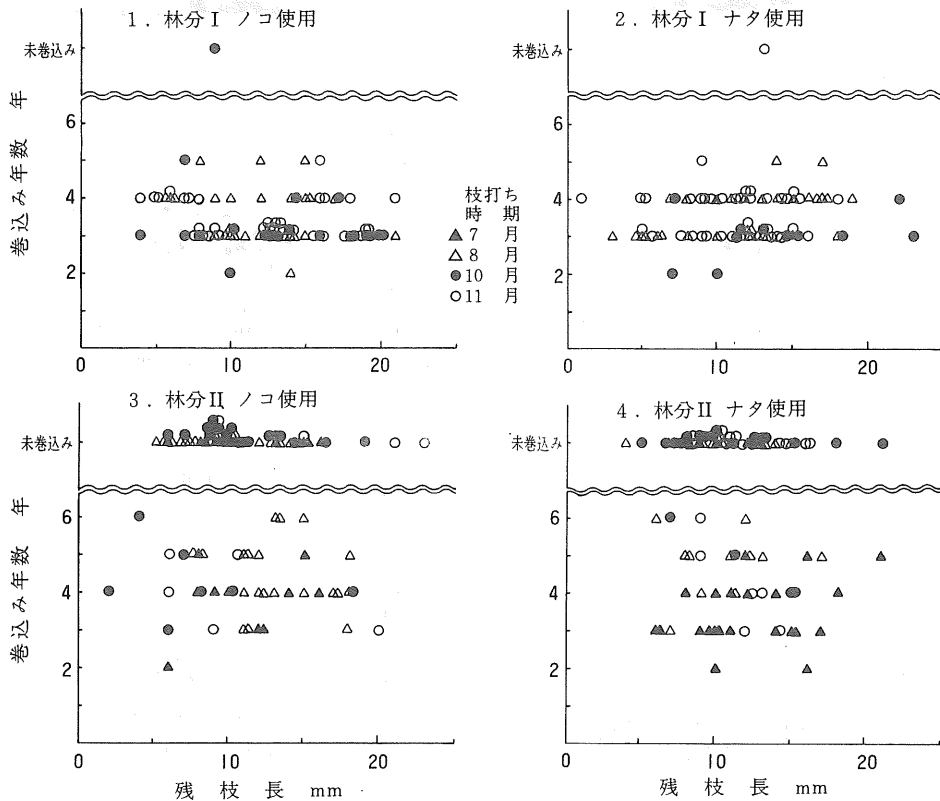 1．林分Ⅰ ノコ使用
未巻込み
巻込み年数 年
6
4
2
0 10 20
2．林分Ⅰ ナタ使用
未巻込み
6
4
2
0 10 20
枝打ち
時 期
▲ 7 月
△ 8 月
● 10 月
○ 11 月
3．林分Ⅱ ノコ使用
未巻込み
巻込み年数 年
6
4
2
0 10 20
残 枝 長 mm
4．林分Ⅱ ナタ使用
未巻込み
6
4
2
0 10 20
残 枝 長 mm